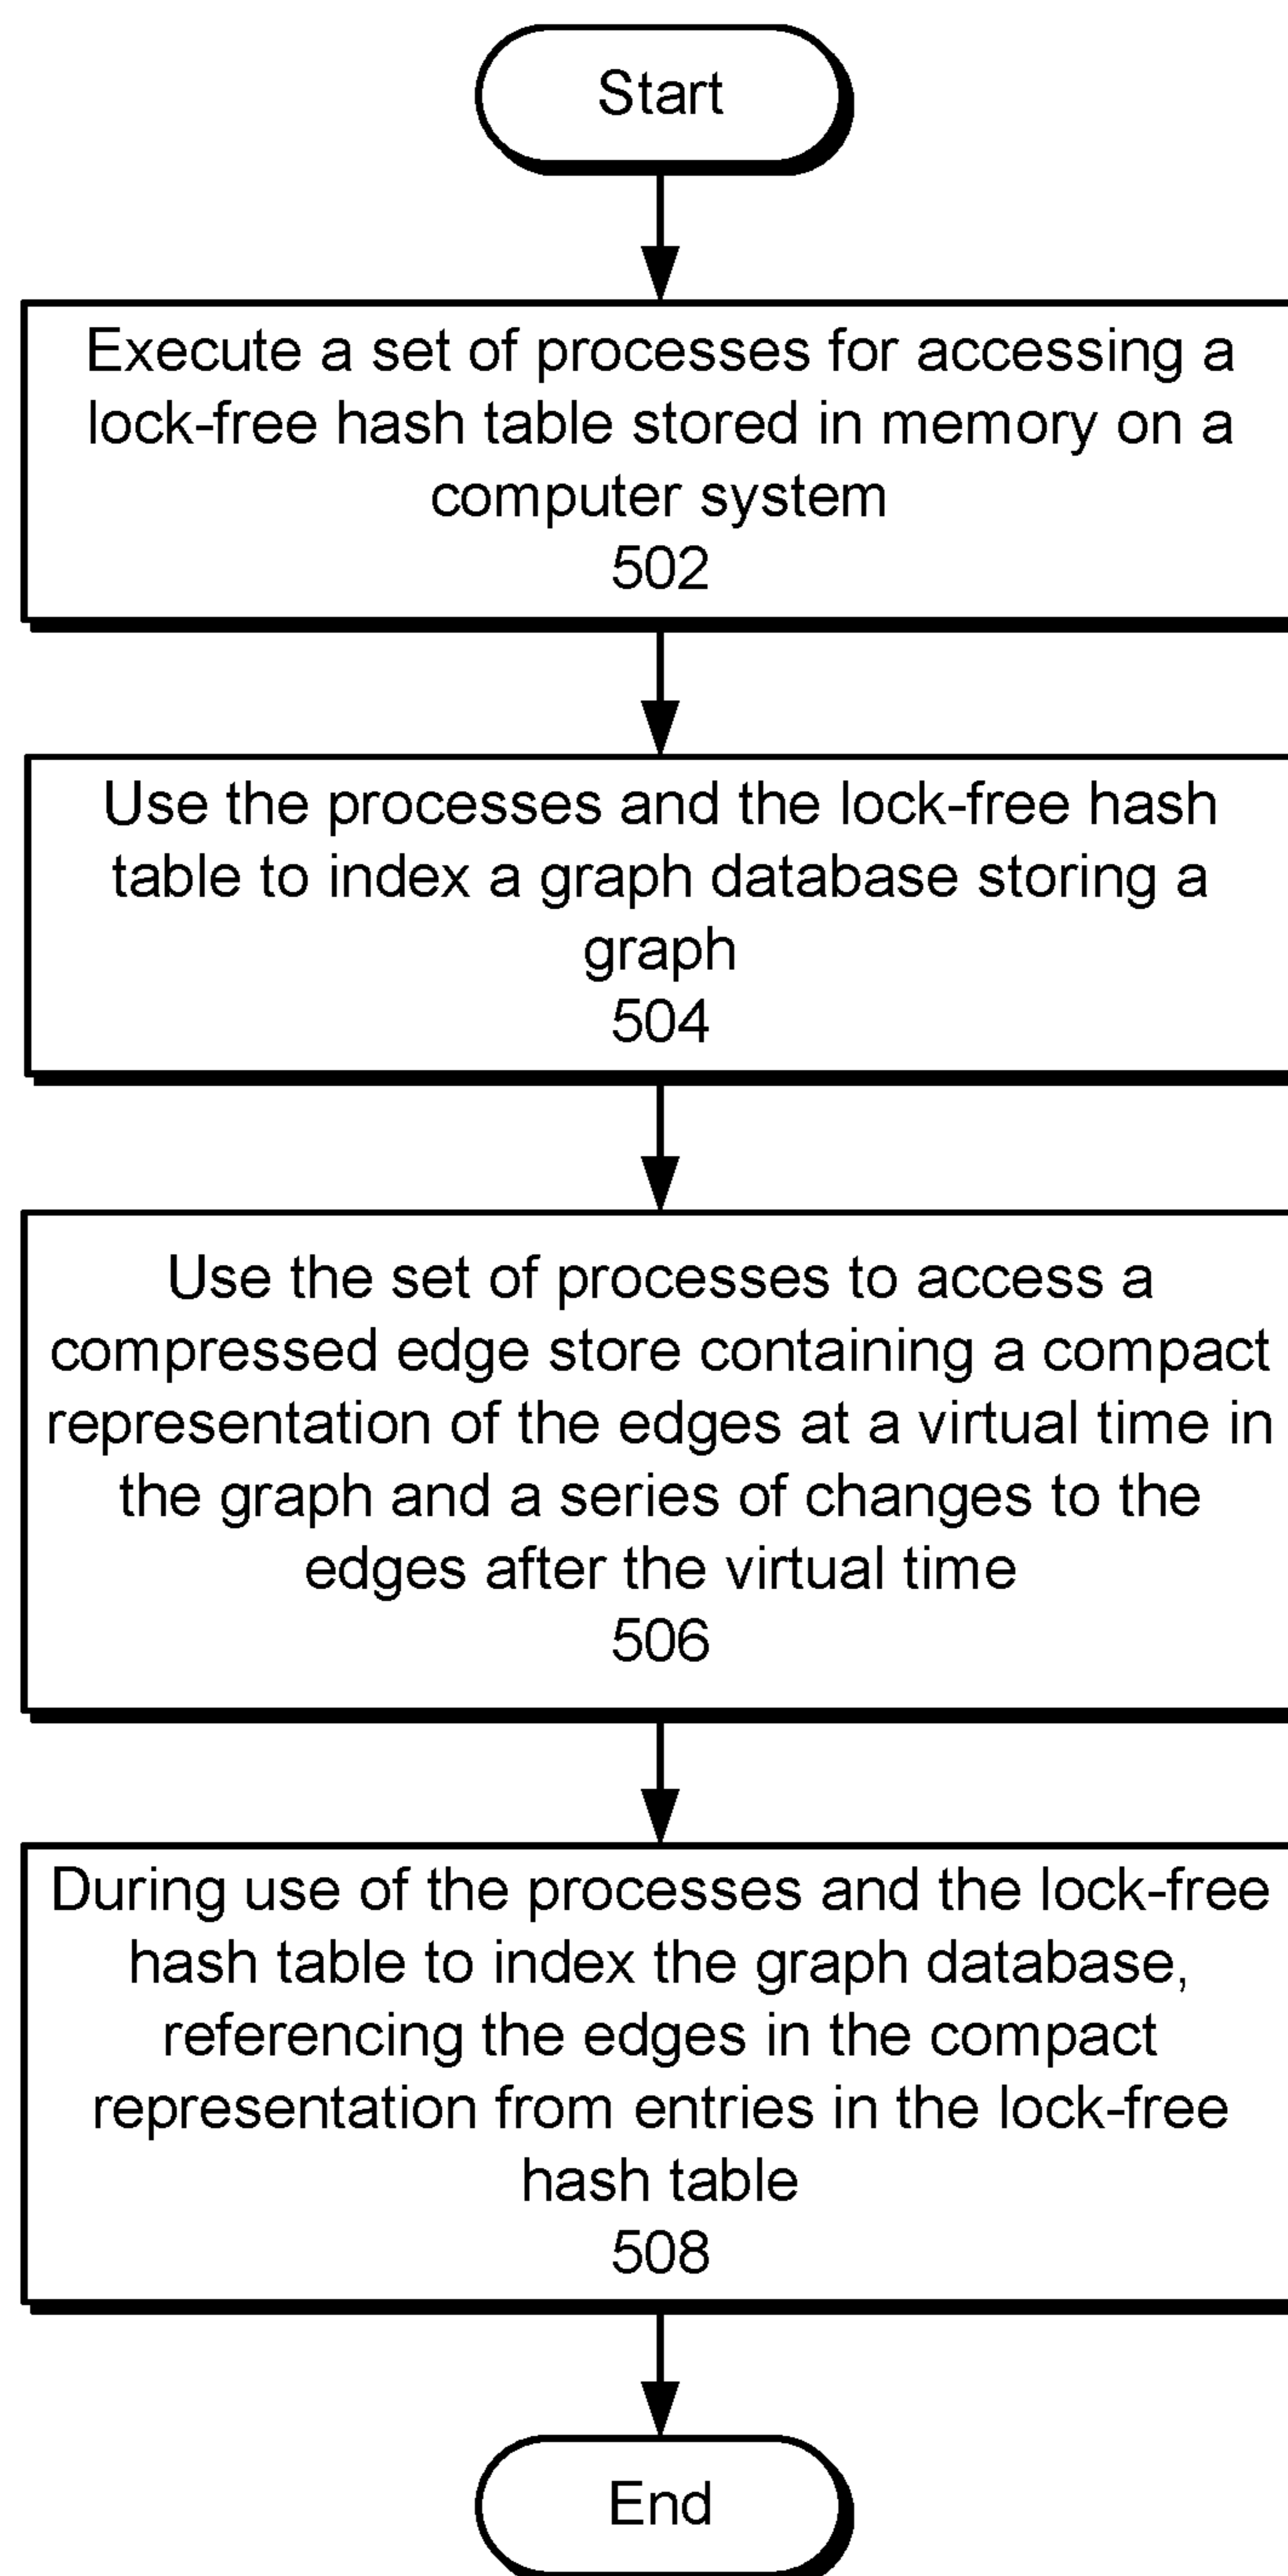 Start
Execute a set of processes for accessing a
lock-free hash table stored in memory on a
computer system
502
Use the processes and the lock-free hash
table to index a graph database storing a
graph
504
Use the set of processes to access a
compressed edge store containing a compact
representation of the edges at a virtual time in
the graph and a series of changes to the
edges after the virtual time
506
During use of the processes and the lock-free
hash table to index the graph database,
referencing the edges in the compact
representation from entries in the lock-free
hash table
508
End